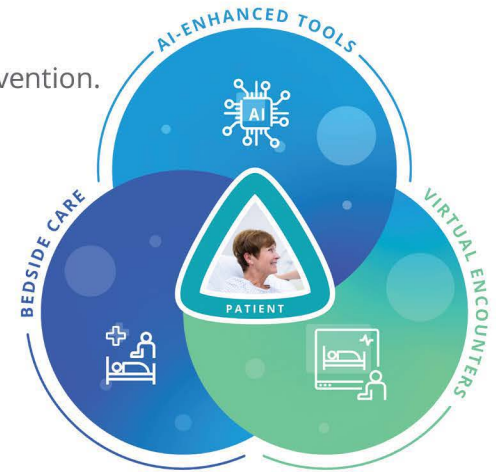 AI-ENHANCED TOOLS
vention.
AI
BEDSIDE CARE
VIRTUAL ENCOUNTERS
PATIENT